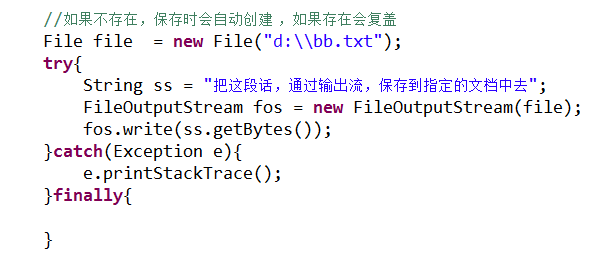 //如果不存在，保存时会自动创建 ，如果存在会复盖
File file  = new File("d:\\bb.txt");
try{
    String ss = "把这段话，通过输出流，保存到指定的文档中去";
    FileOutputStream fos = new FileOutputStream(file);
    fos.write(ss.getBytes());
}catch(Exception e){
    e.printStackTrace();
}finally{

}